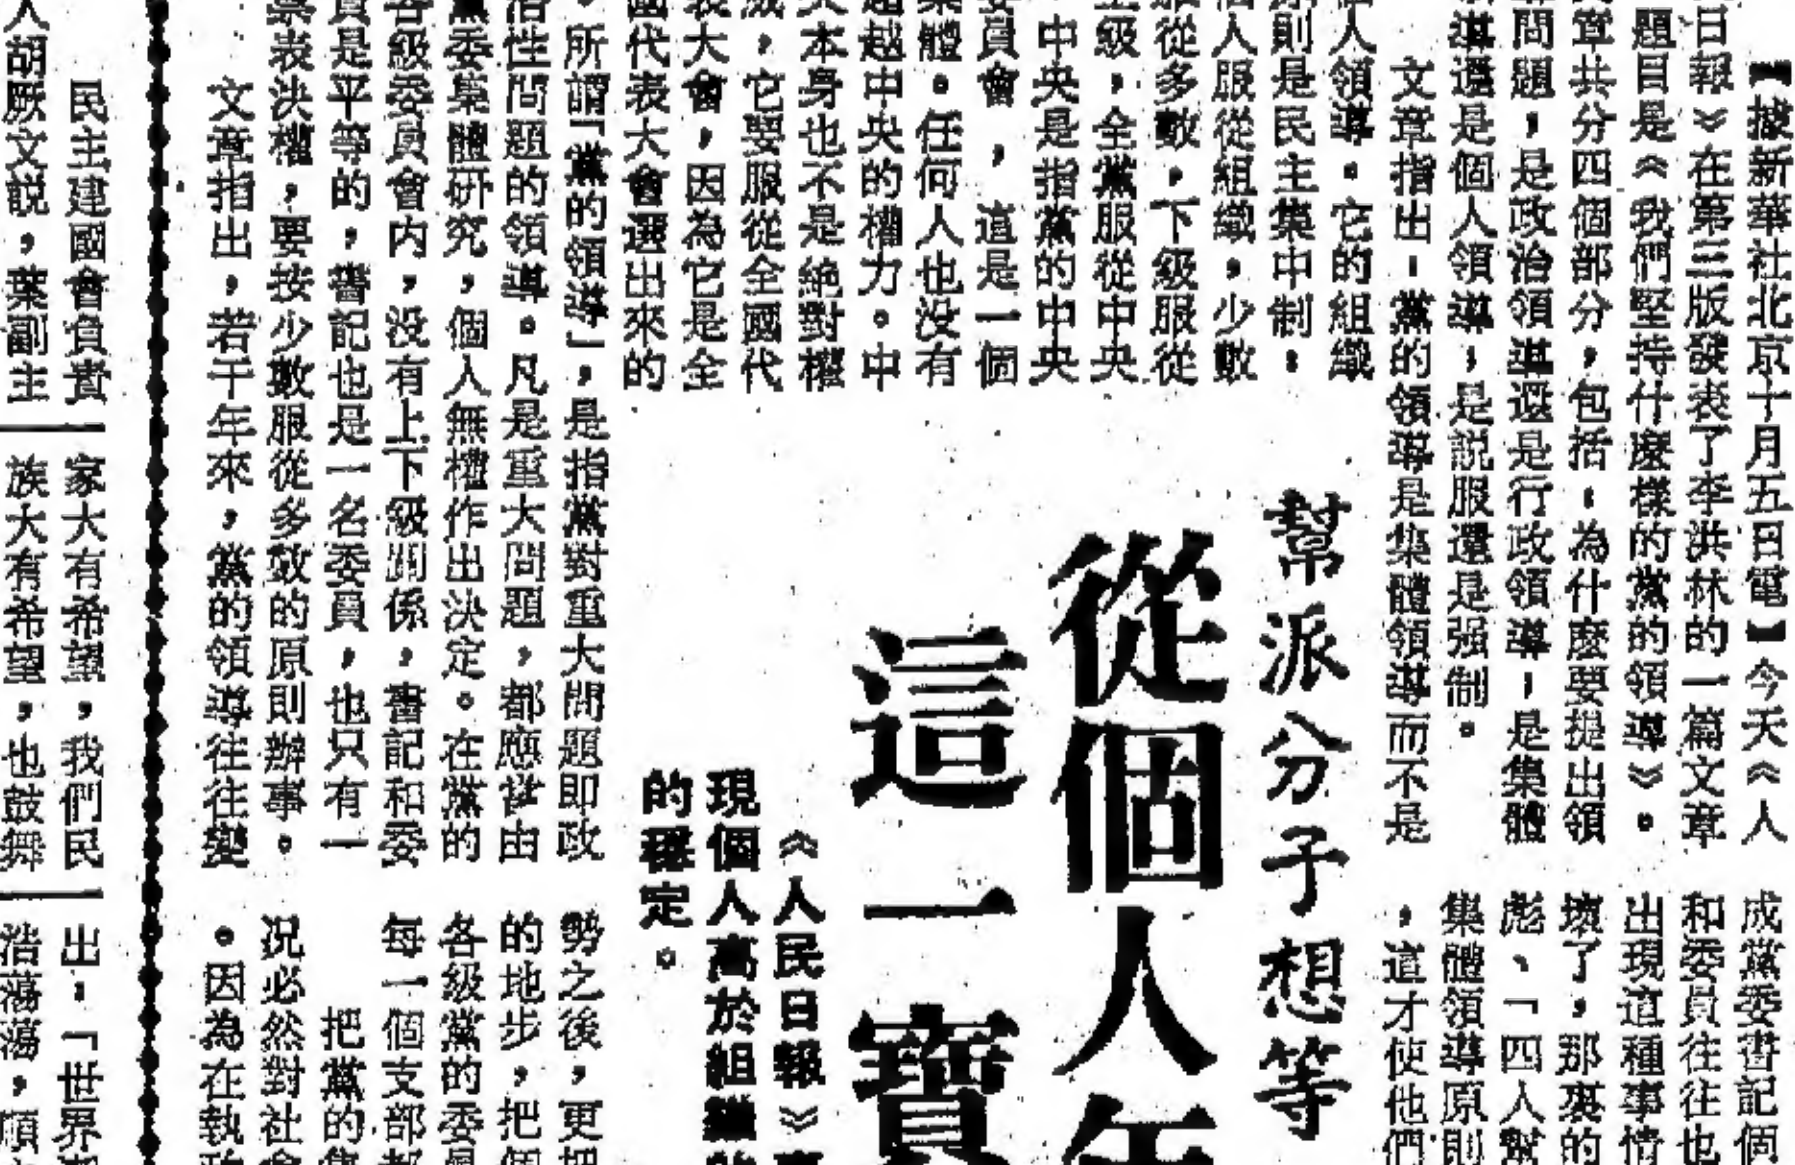 【據新華社北京十月五日電】今天《人
日報》在第三版發表了李洪林的一篇文章
題目是《我們堅持什麼樣的黨的領導》。
章共分四個部分，包括：為什麼要提出領
問題，是政治領導還是行政領導，是集體
導還是個人領導，是説服還是强制。
文章指出：黨的領導是集體領導而不是
人領導。它的組織
則是民主集中制：
人服從組織，少數
從多數，下級服從
級，全黨服從中央
中央是指黨的中央
員會，這是一個
體。任何人也没有
越中央的權力。中
本身也不是絶對權
，它要服從全國代
大會，因為它是全
國代表大會選出來的
。所謂「黨的領導」，是指黨對重大問題即政
治性問題的領導。凡是重大問題，都應當由
黨委集體研究，個人無權作出決定。在黨的
各級委員會内，没有上下級關係，書記和委
員是平等的，書記也是一名委員，也只有一
票表決權，要按少數服從多數的原則辦事。
文章指出，若干年來，黨的領導往往變
成黨委書記個
和委員往往也
出現這種事情
壞了，那裏的
彪、「四人幫
集體領導原則
，這才使他們
幫派分子想等
從個人
這一寶
《人民日報》
現個人高於組織
的穩定。
勢之後，更把
的地步，把個
各級黨的委員
每一個支部都
把黨的集
况必然對社會
。因為在執政
民主建國會負責
人胡厥文説，葉副主
家大有希望，我們民
族大有希望，也鼓舞
出：「世界
浩蕩蕩，順